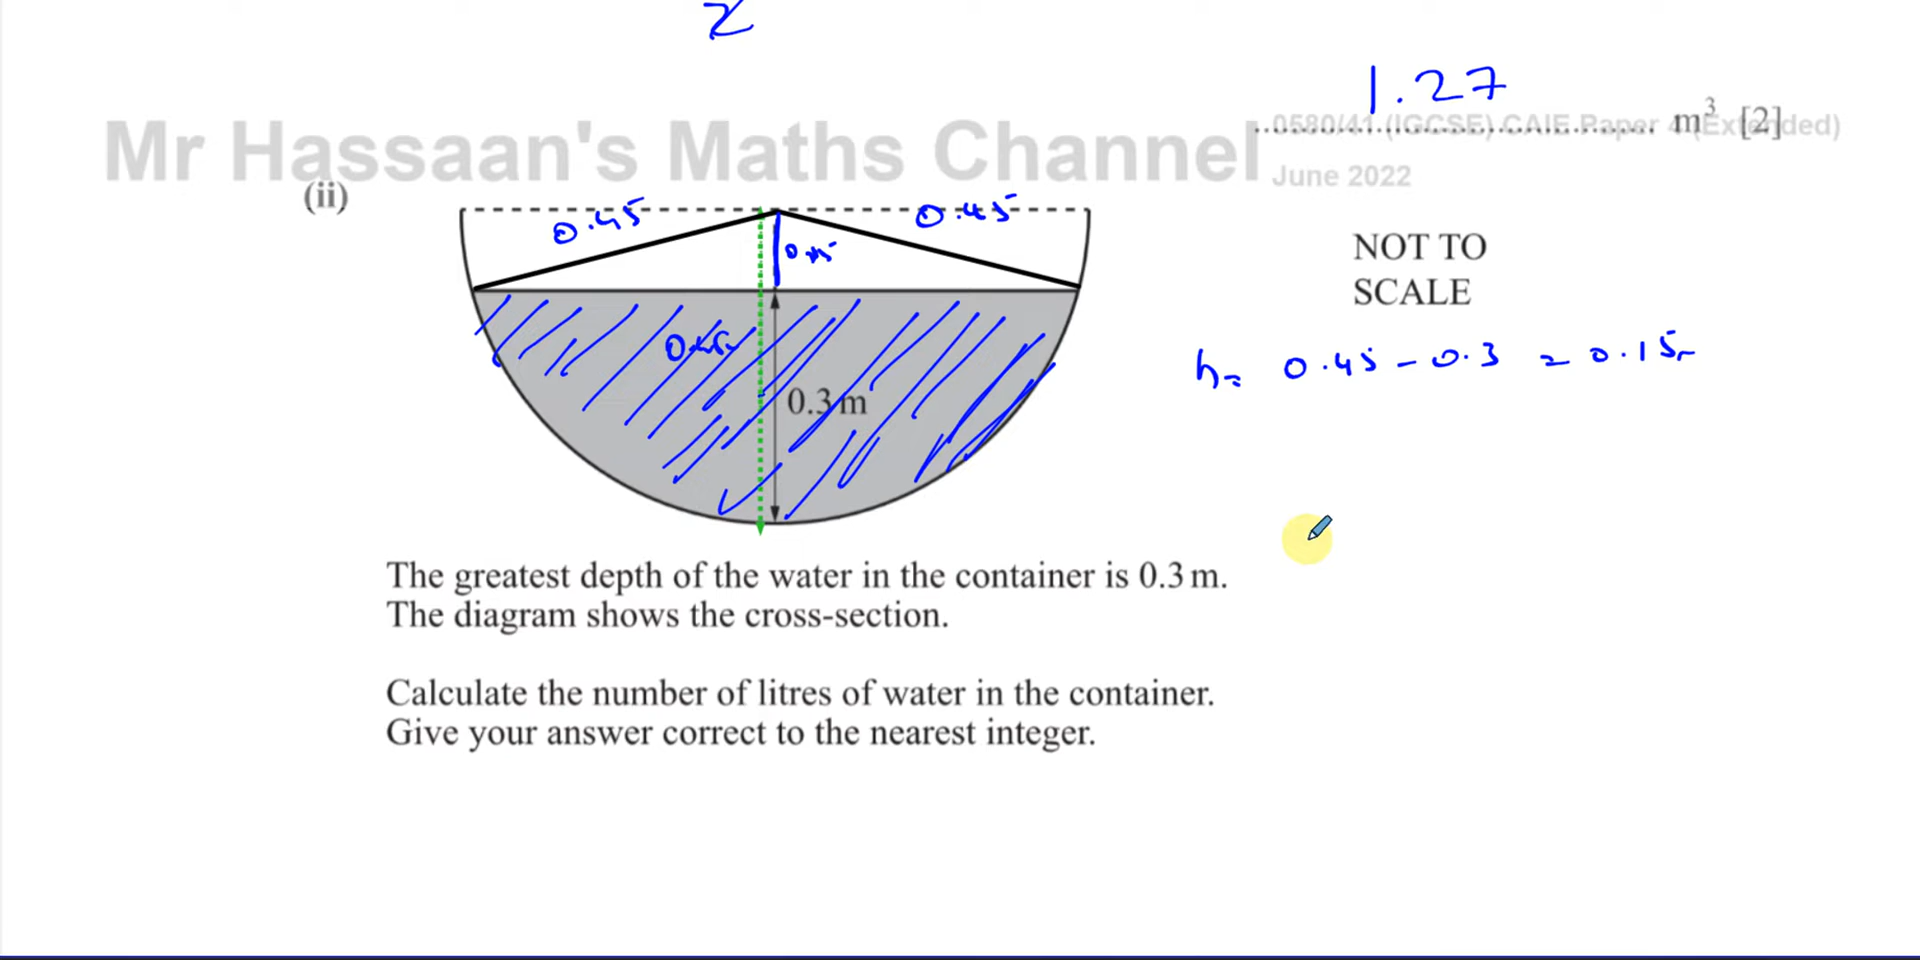 2
1.27
0580/41 (IGCSE) CAIE Paper 4 (Extended)
m³ [2]
Mr Hassaan's Maths Channel
June 2022
(ii)
0.45
0.45
NOT TO
SCALE
0.45
0.3 m
h = 0.45 - 0.3 = 0.15
The greatest depth of the water in the container is 0.3 m.
The diagram shows the cross-section.
Calculate the number of litres of water in the container.
Give your answer correct to the nearest integer.